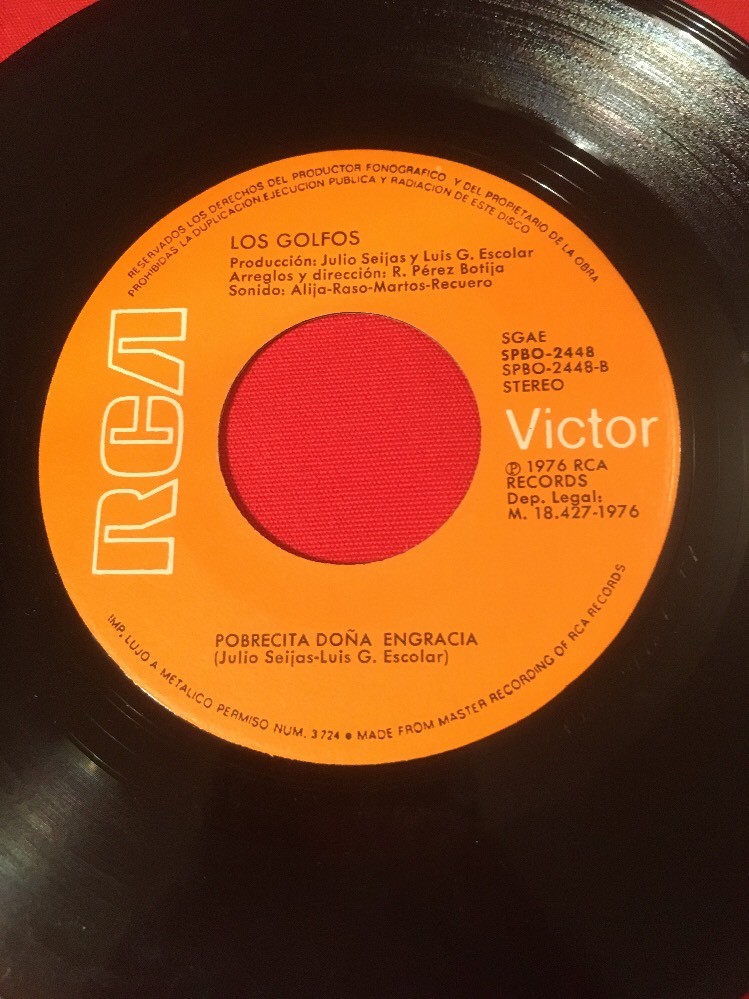 RESERVADOS LOS DERECHOS DEL PRODUCTOR FONOGRAFICO Y DEL PROPIETARIO DE LA OBRA
PROHIBIDAS LA DUPLICACION.EJECUCION PUBLICA Y RADIACION DE ESTE DISCO
LOS GOLFOS
Producción: Julio Seijas y Luis G. Escolar
Arreglos y dirección: R. Pérez Botija
Sonido: Alija-Raso-Martos-Recuero
RCA
SGAE
SPBO-2448
SPBO-2448-B
STEREO
Victor
Ⓟ 1976 RCA
RECORDS
Dep. Legal:
M. 18.427-1976
POBRECITA DOÑA ENGRACIA
(Julio Seijas-Luis G. Escolar)
IMP. LUJO A METALICO PERMISO NUM. 3724 ● MADE FROM MASTER RECORDING OF RCA RECORDS